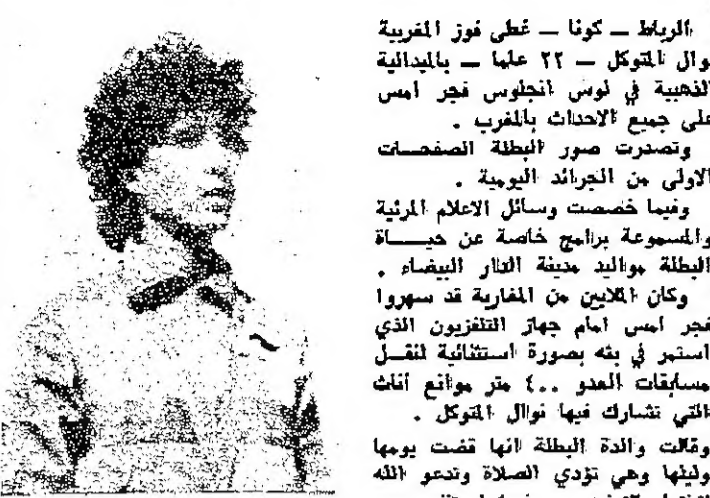 الرباط — كونا — غطى فوز المغربية
نوال المتوكل — ٢٢ عاما — بالميدالية
الذهبية في لوس انجلوس فجر امس
على جميع الاحداث بالمغرب .
وتصدرت صور البطلة الصفحات
الاولى من الجرائد اليومية .
وفيما خصصت وسائل الاعلام المرئية
والمسموعة برامج خاصة عن حياة
البطلة مواليد مدينة الدار البيضاء .
وكان الملايين من المغاربة قد سهروا
فجر امس امام جهاز التلفزيون الذي
استمر في بثه بصورة استثنائية لنقل
مسابقات العدو ٤٠٠ متر موانع أناث
التي تشارك فيها نوال المتوكل .
وقالت والدة البطلة انها قضت يومها
وليلها وهي تؤدي الصلاة وتدعو الله